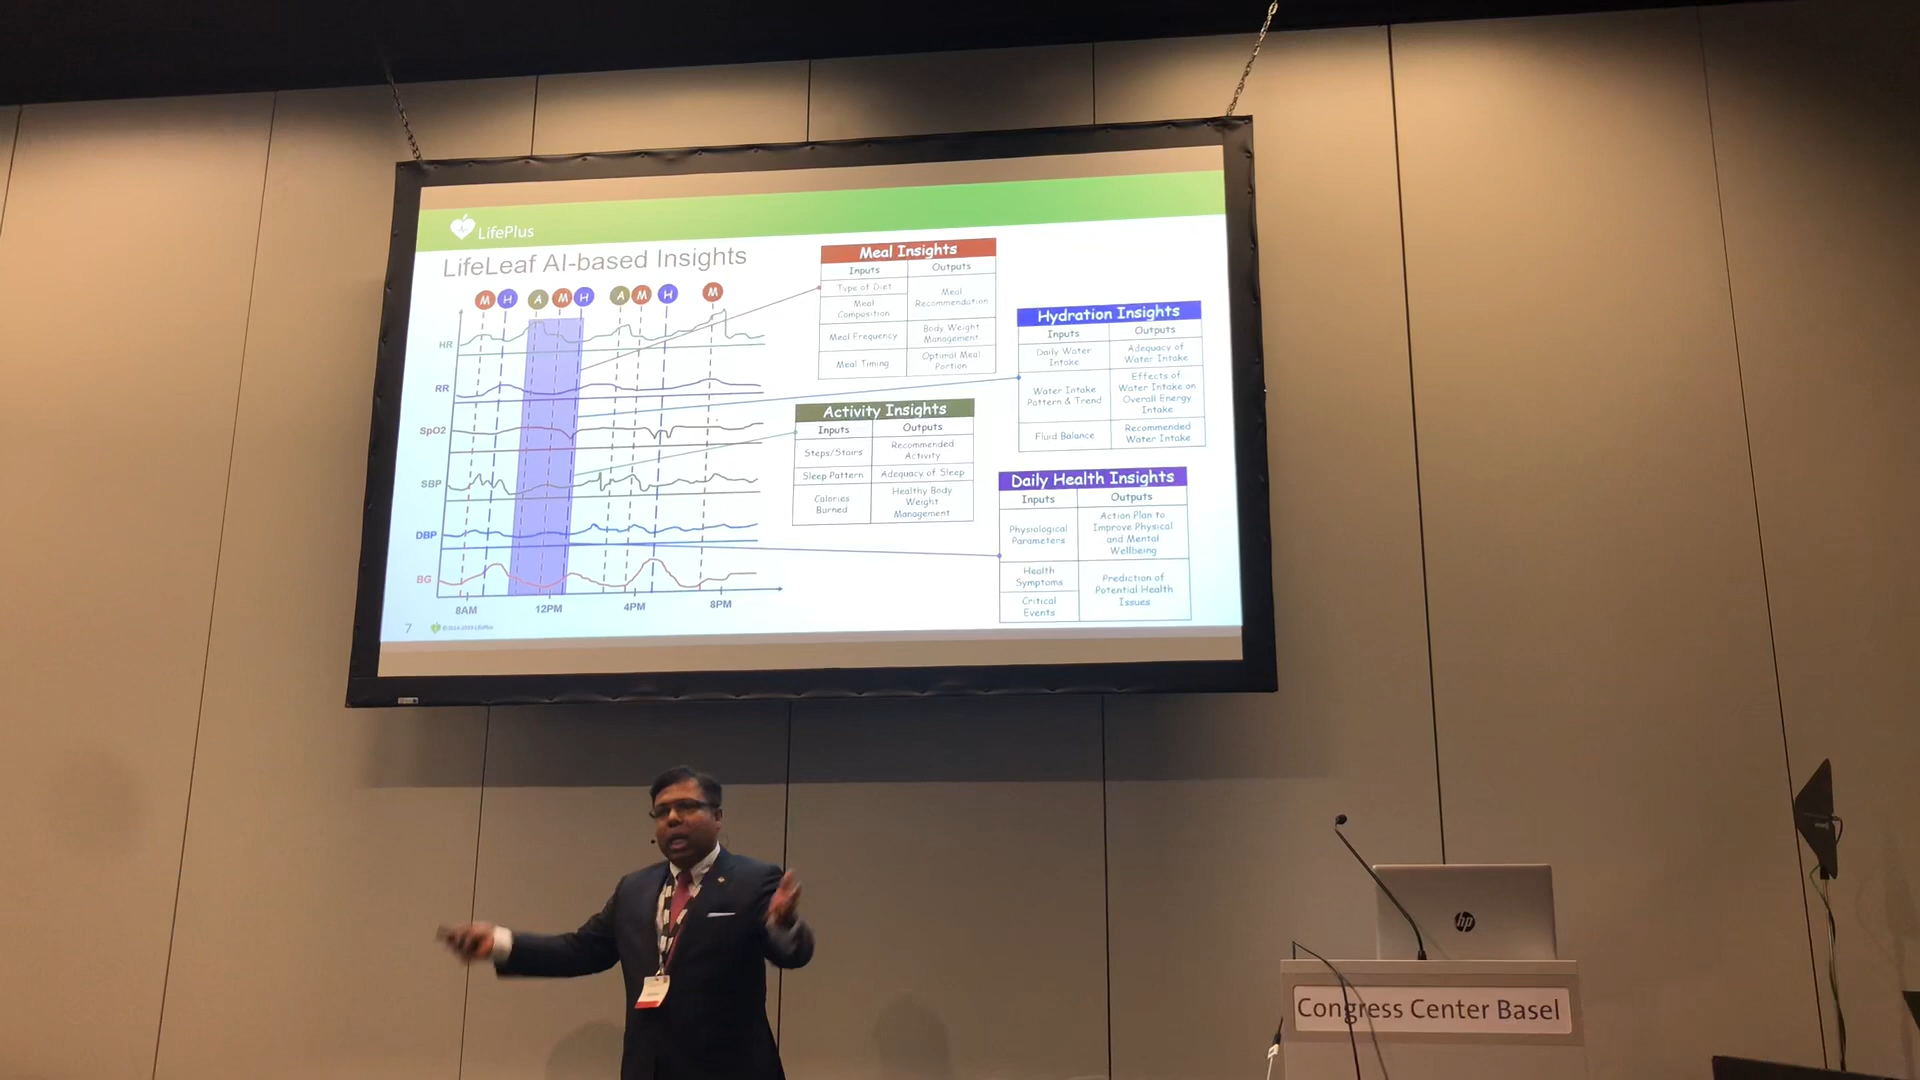 LifePlus
LifeLeaf AI-based Insights
M H A M H A M H M
HR
RR
SpO2
SBP
DBP
BG
8AM 12PM 4PM 8PM
7
Meal Insights
Inputs Outputs
Type of Diet
Meal
Composition
Meal Frequency
Meal Timing
Meal
Recommendation
Body Weight
Management
Optimal Meal
Portion
Hydration Insights
Inputs Outputs
Daily Water
Intake
Water Intake
Pattern & Trend
Fluid Balance
Adequacy of
Water Intake
Effects of
Water Intake on
Overall Energy
Intake
Recommended
Water Intake
Activity Insights
Inputs Outputs
Steps/Stairs
Sleep Pattern
Calories
Burned
Recommended
Activity
Adequacy of Sleep
Healthy Body
Weight
Management
Daily Health Insights
Inputs Outputs
Physiological
Parameters
Health
Symptoms
Critical
Events
Action Plan to
Improve Physical
and Mental
Wellbeing
Prediction of
Potential Health
Issues
hp
Congress Center Basel